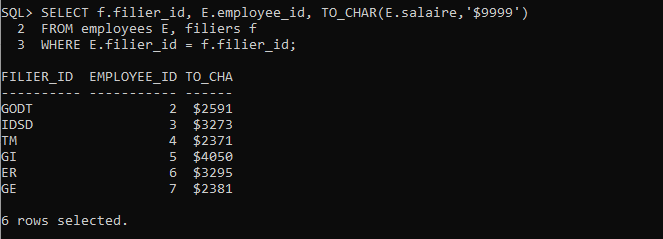 SQL> SELECT f.filier_id, E.employee_id, TO_CHAR(E.salaire,'$9999')
  2  FROM employees E, filiers f
  3  WHERE E.filier_id = f.filier_id;

FILIER_ID  EMPLOYEE_ID TO_CHA
---------- ----------- ------
GODT                 2  $2591
IDSD                 3  $3273
TM                   4  $2371
GI                   5  $4050
ER                   6  $3295
GE                   7  $2381

6 rows selected.